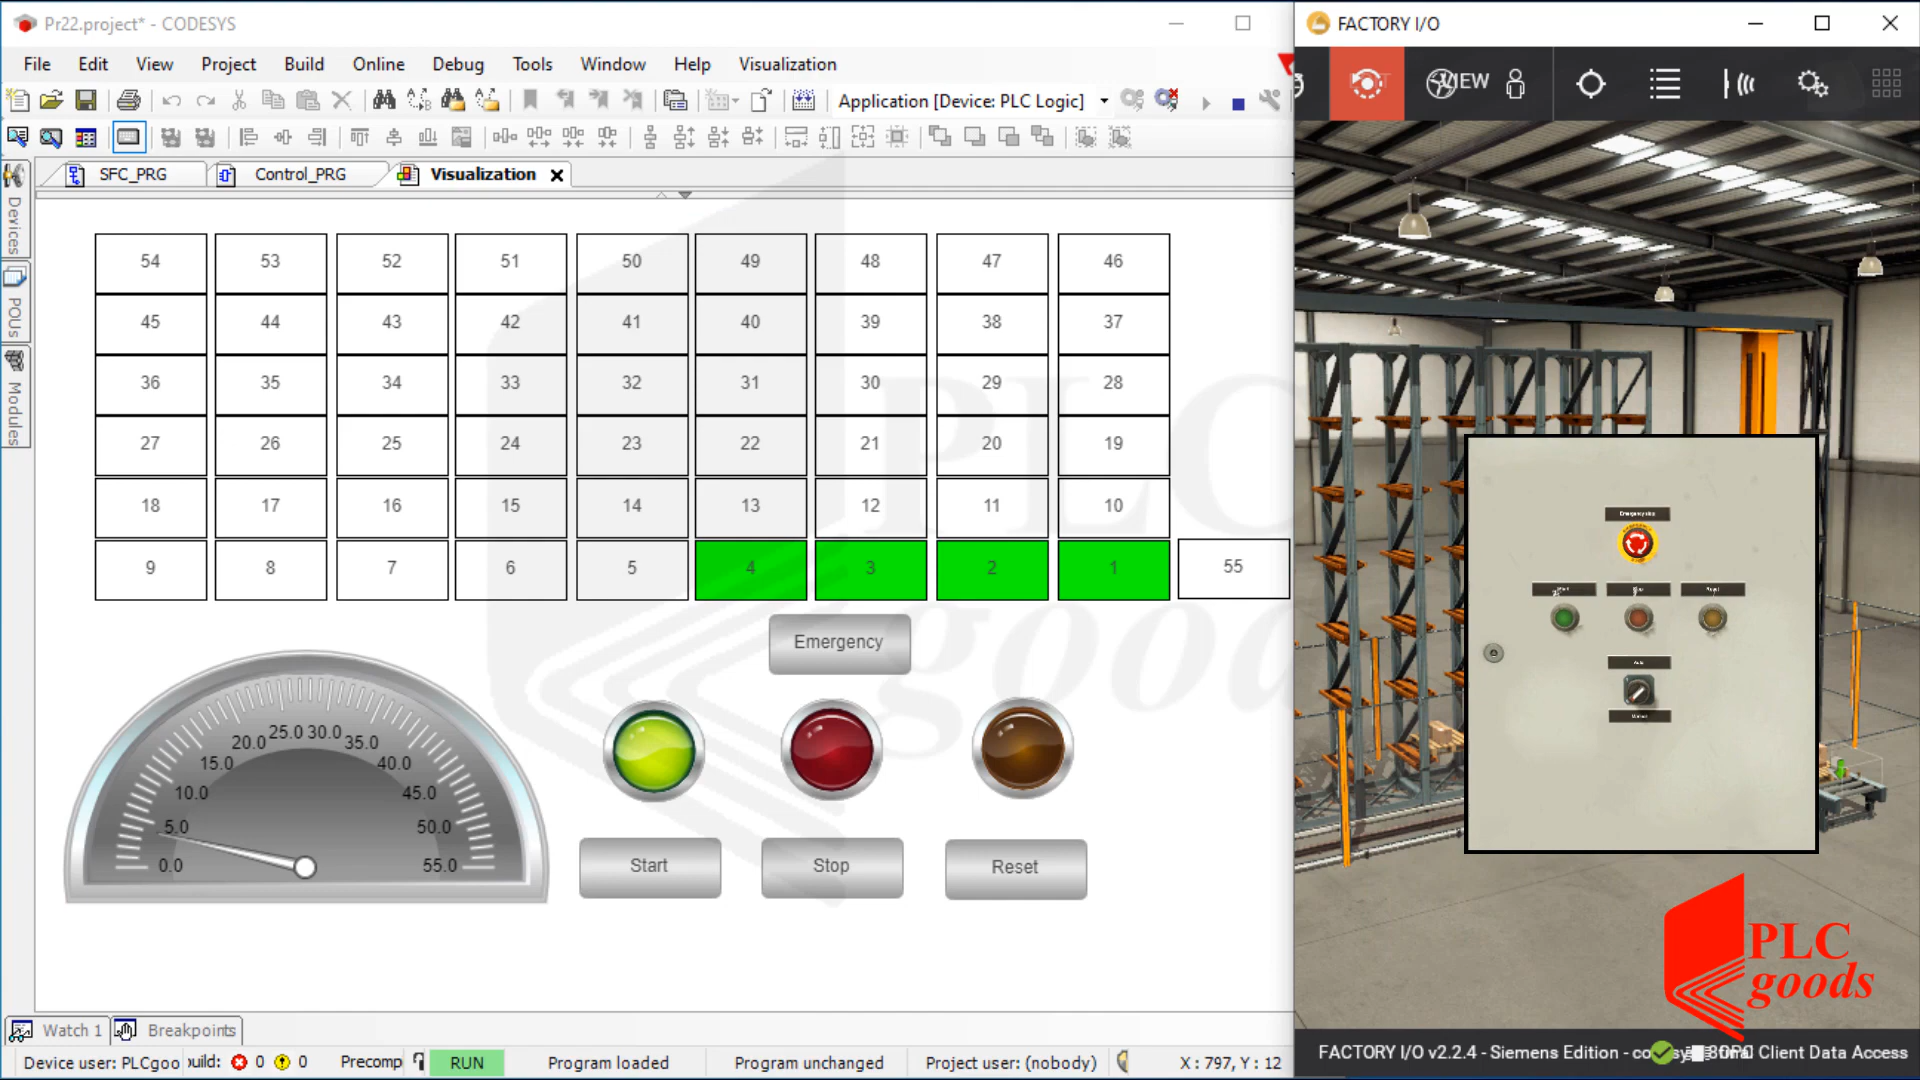 Pr22.project* - CODESYS
File Edit View Project Build Online Debug Tools Window Help Visualization
Application [Device: PLC Logic]
SFC_PRG Control_PRG Visualization
Devices
POUs
Modules
54 53 52 51 50 49 48 47 46
45 44 43 42 41 40 39 38 37
36 35 34 33 32 31 30 29 28
27 26 25 24 23 22 21 20 19
18 17 16 15 14 13 12 11 10
9 8 7 6 5 4 3 2 1 55
Emergency
0.0 5.0 10.0 15.0 20.0 25.0 30.0 35.0 40.0 45.0 50.0 55.0
Start Stop Reset
PLC
goods
Watch 1 Breakpoints
Device user: PLCgoo uild: 0 0 Precomp RUN Program loaded Program unchanged Project user: (nobody) X : 797, Y : 12
FACTORY I/O
VIEW
Emergency stop
Auto
PLC
goods
FACTORY I/O v2.2.4 - Siemens Edition - Client Data Access